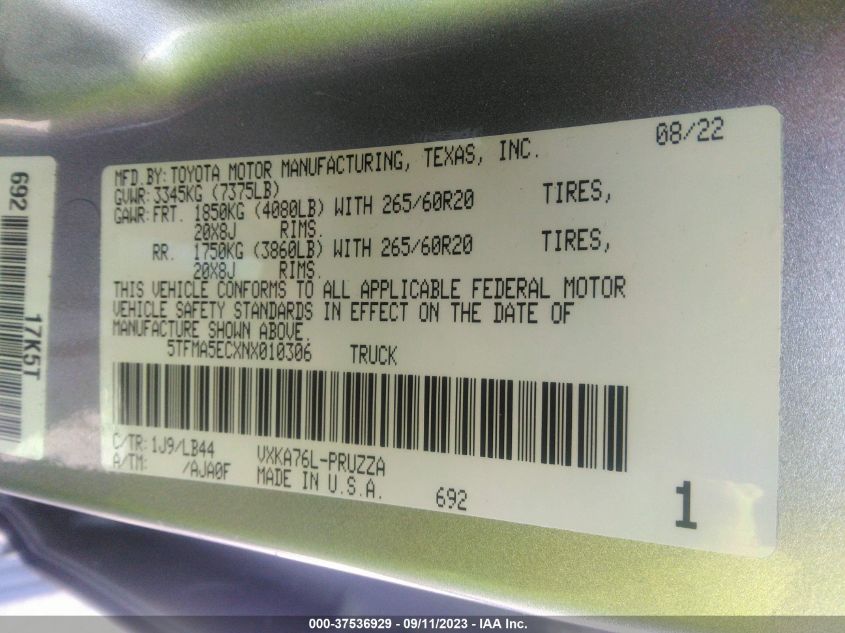 08/22
MFD.BY:TOYOTA MOTOR MANUFACTURING, TEXAS, INC.
GVWR:3345KG (7375LB)
GAWR:FRT. 1850KG (4080LB) WITH 265/60R20 TIRES,
20X8J RIMS.
RR. 1750KG (3860LB) WITH 265/60R20 TIRES,
20X8J RIMS.
THIS VEHICLE CONFORMS TO ALL APPLICABLE FEDERAL MOTOR
VEHICLE SAFETY STANDARDS IN EFFECT ON THE DATE OF
MANUFACTURE SHOWN ABOVE.
5TFMA5ECXNX010306 TRUCK
C/TR:1J9/LB44 VXKA76L-PRUZZA
A/TM: /AJA0F MADE IN U.S.A.
692
1
692
17K5T
000-37536929 - 09/11/2023 - IAA Inc.